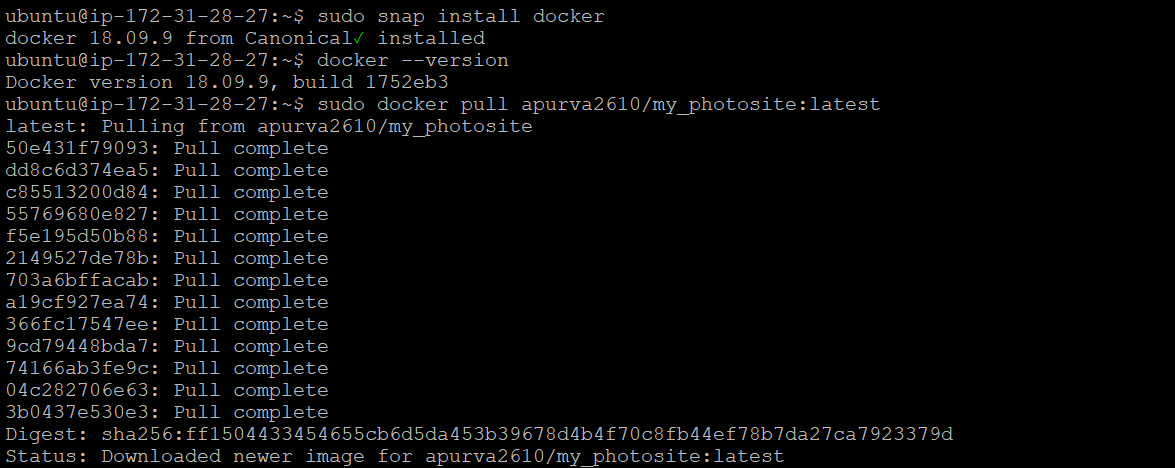 ubuntu@ip-172-31-28-27:~$ sudo snap install docker
docker 18.09.9 from Canonical✓ installed
ubuntu@ip-172-31-28-27:~$ docker --version
Docker version 18.09.9, build 1752eb3
ubuntu@ip-172-31-28-27:~$ sudo docker pull apurva2610/my_photosite:latest
latest: Pulling from apurva2610/my_photosite
50e431f79093: Pull complete
dd8c6d374ea5: Pull complete
c85513200d84: Pull complete
55769680e827: Pull complete
f5e195d50b88: Pull complete
2149527de78b: Pull complete
703a6bffacab: Pull complete
a19cf927ea74: Pull complete
366fc17547ee: Pull complete
9cd79448bda7: Pull complete
74166ab3fe9c: Pull complete
04c282706e63: Pull complete
3b0437e530e3: Pull complete
Digest: sha256:ff1504433454655cb6d5da453b39678d4b4f70c8fb44ef78b7da27ca7923379d
Status: Downloaded newer image for apurva2610/my_photosite:latest